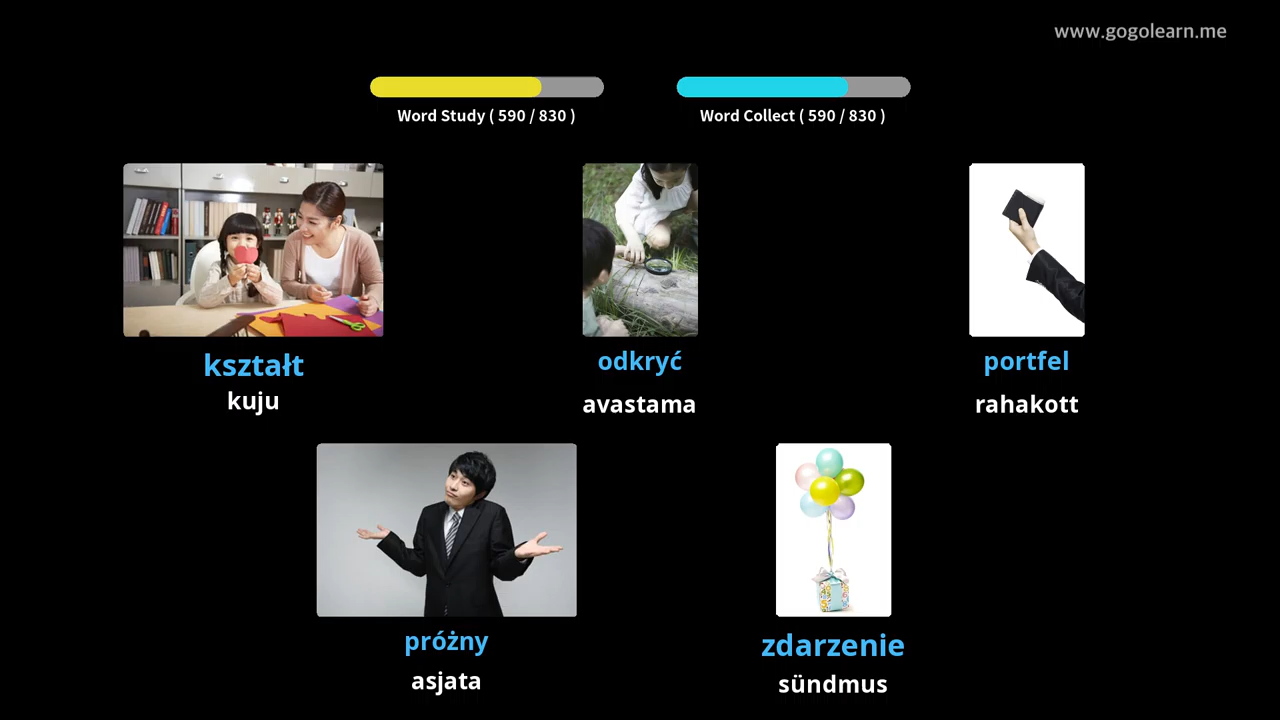 www.gogolearn.me
Word Study ( 590 / 830 )
Word Collect ( 590 / 830 )
kształt
kuju
odkryć
avastama
portfel
rahakott
próżny
asjata
zdarzenie
sündmus